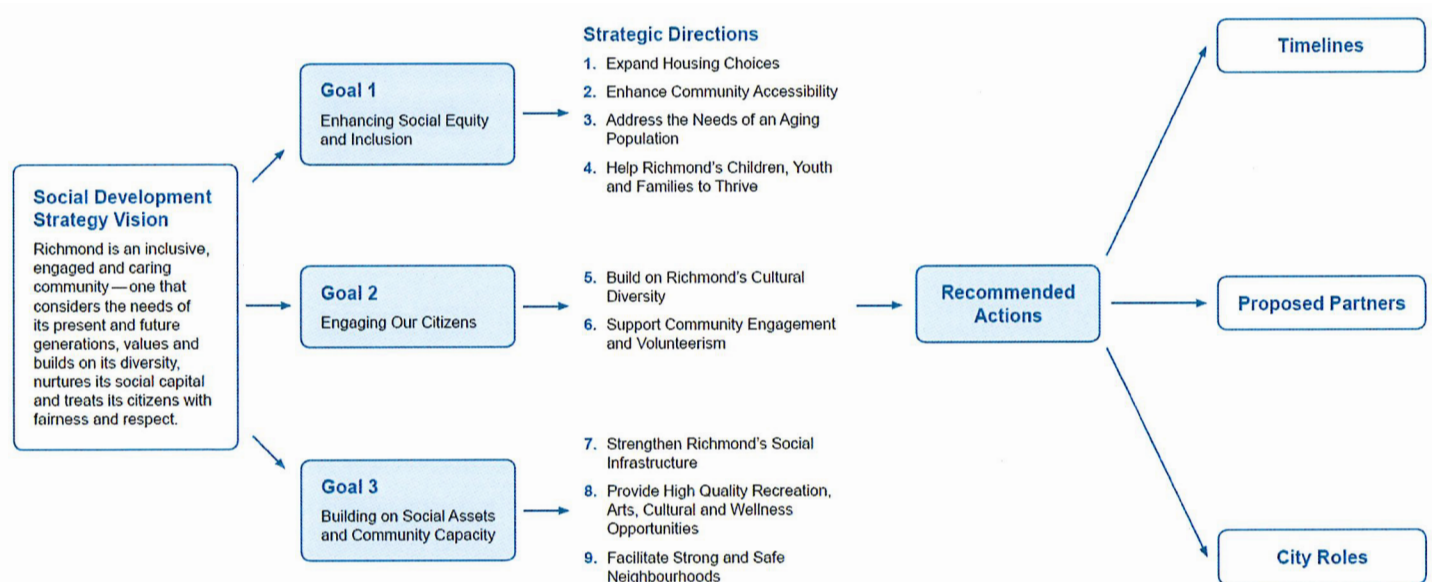 Social Development
Strategy Vision
Richmond is an inclusive,
engaged and caring
community—one that
considers the needs of
its present and future
generations, values and
builds on its diversity,
nurtures its social capital
and treats its citizens with
fairness and respect.
Goal 1
Enhancing Social Equity
and Inclusion
Goal 2
Engaging Our Citizens
Goal 3
Building on Social Assets
and Community Capacity
Strategic Directions
1. Expand Housing Choices
2. Enhance Community Accessibility
3. Address the Needs of an Aging
Population
4. Help Richmond's Children, Youth
and Families to Thrive
5. Build on Richmond's Cultural
Diversity
6. Support Community Engagement
and Volunteerism
7. Strengthen Richmond's Social
Infrastructure
8. Provide High Quality Recreation,
Arts, Cultural and Wellness
Opportunities
9. Facilitate Strong and Safe
Neighbourhoods
Recommended
Actions
Timelines
Proposed Partners
City Roles